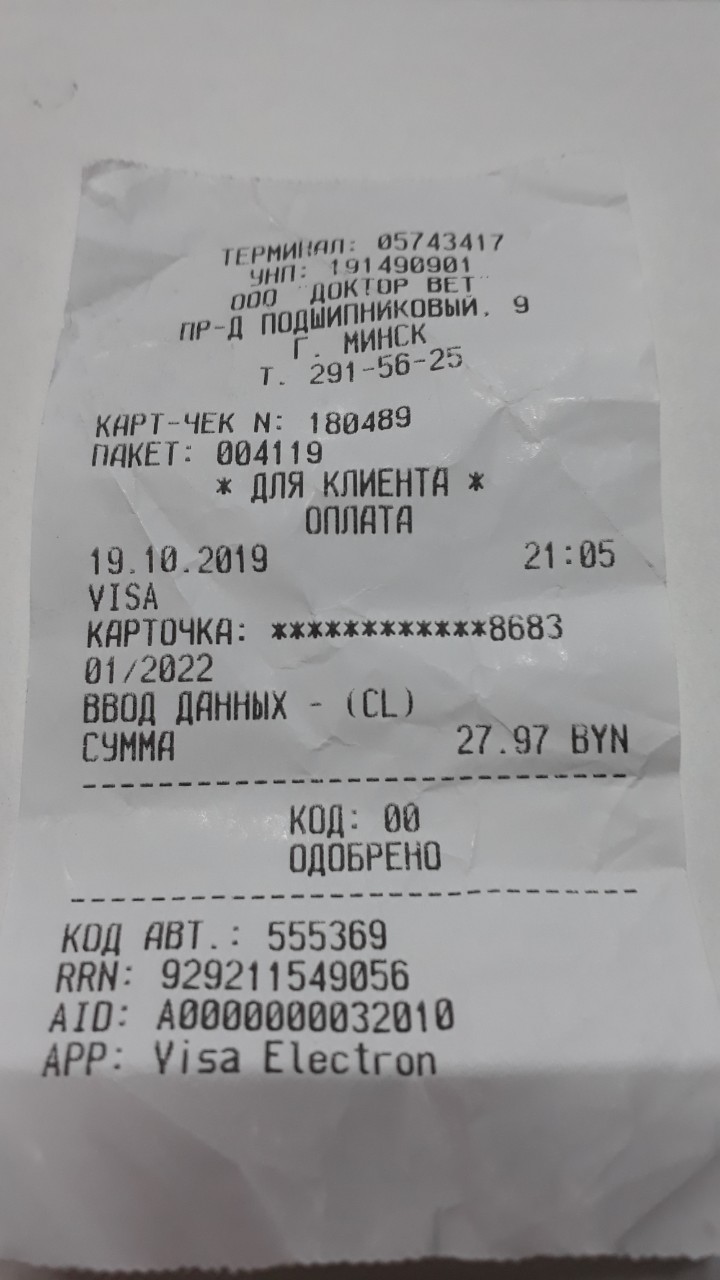 ТЕРМИНАЛ: 05743417
УНП: 191490901
ООО "ДОКТОР ВЕТ"
ПР-Д ПОДШИПНИКОВЫЙ, 9
Г. МИНСК
Т. 291-56-25
КАРТ-ЧЕК N: 180489
ПАКЕТ: 004119
* ДЛЯ КЛИЕНТА *
ОПЛАТА
19.10.2019 21:05
VISA
КАРТОЧКА: ************8683
01/2022
ВВОД ДАННЫХ - (CL)
СУММА 27.97 BYN
КОД: 00
ОДОБРЕНО
КОД АВТ.: 555369
RRN: 929211549056
AID: A0000000032010
APP: Visa Electron